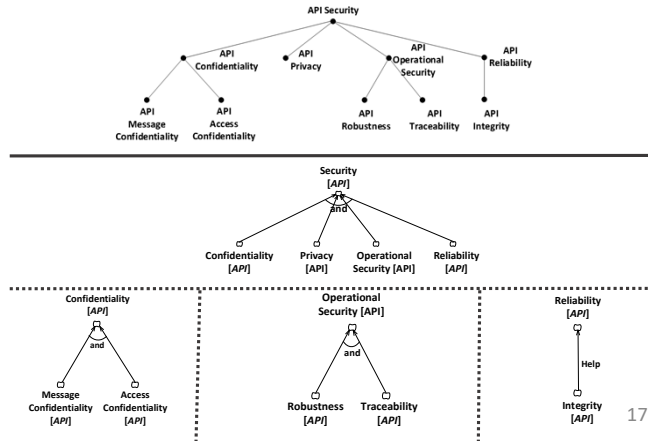 API Security
API
Confidentiality
API
Privacy
API
Operational
Security
API
Reliability
API
Message
Confidentiality
API
Access
Confidentiality
API
Robustness
API
Traceability
API
Integrity
Security
[API]
and
Confidentiality
[API]
Privacy
[API]
Operational
Security [API]
Reliability
[API]
Confidentiality
[API]
and
Message
Confidentiality
[API]
Access
Confidentiality
[API]
Operational
Security [API]
and
Robustness
[API]
Traceability
[API]
Reliability
[API]
Help
Integrity
[API]
17